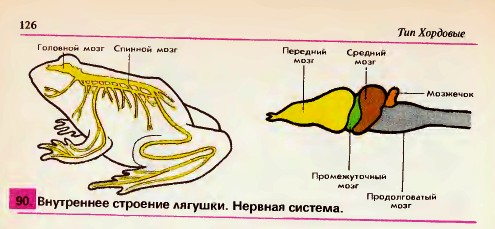 126
Тип Хордовые
Головной мозг
Спинной мозг
Передний
мозг
Средний
мозг
Мозжечок
Промежуточный
мозг
Продолговатый
мозг
90. Внутреннее строение лягушки. Нервная система.